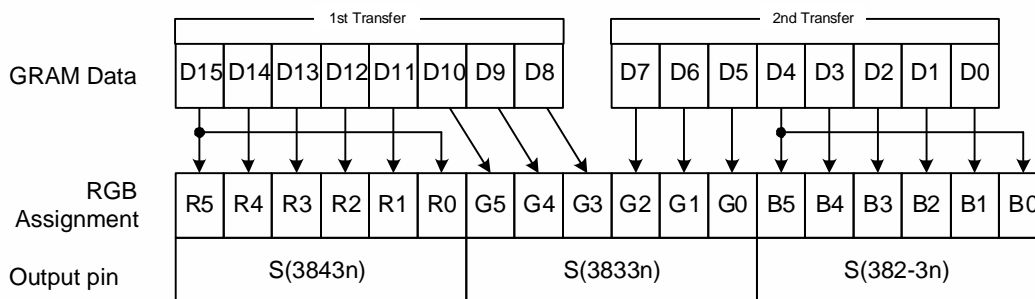 1st Transfer 2nd Transfer
GRAM Data D15 D14 D13 D12 D11 D10 D9 D8 D7 D6 D5 D4 D3 D2 D1 D0
RGB
Assignment R5 R4 R3 R2 R1 R0 G5 G4 G3 G2 G1 G0 B5 B4 B3 B2 B1 B0
Output pin S(3843n) S(3833n) S(382-3n)